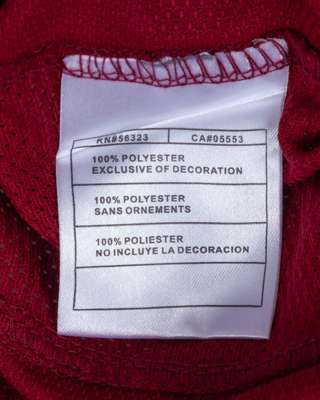 RN#56323 CA#05553
100% POLYESTER
EXCLUSIVE OF DECORATION
100% POLYESTER
SANS ORNEMENTS
100% POLIESTER
NO INCLUYE LA DECORACION